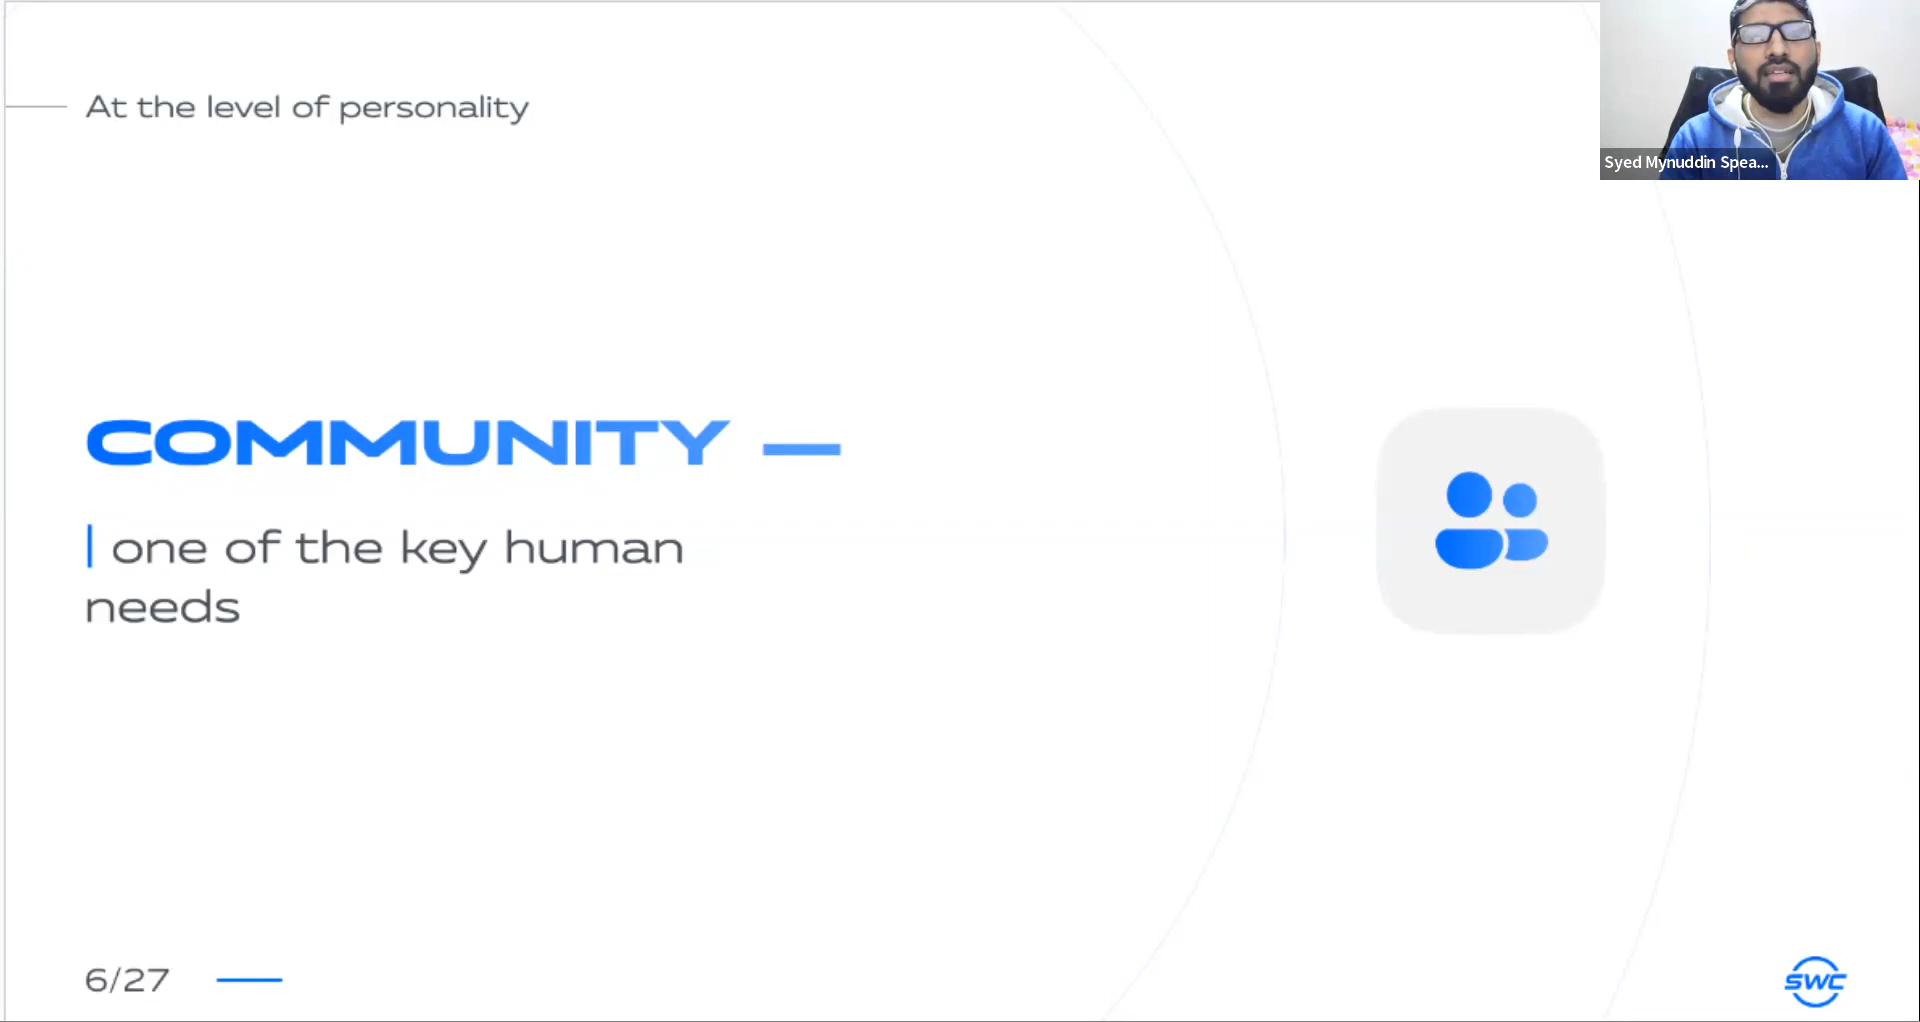 At the level of personality
Syed Mynuddin Spea...
COMMUNITY —
one of the key human
needs
6/27
SWC